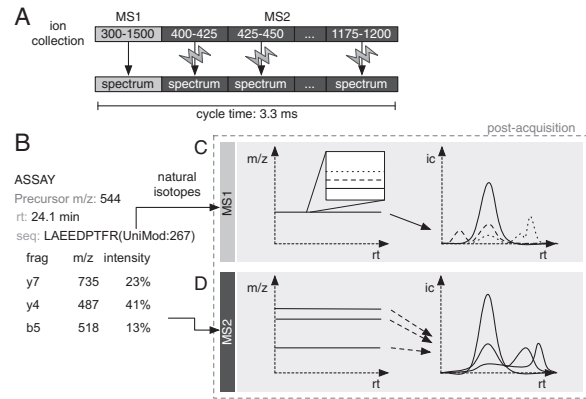 A
MS1
MS2
ion
collection
300-1500 400-425 425-450 ... 1175-1200
spectrum spectrum spectrum ... spectrum
cycle time: 3.3 ms
B
ASSAY
Precursor m/z: 544
rt: 24.1 min
seq: LAEEDPTFR(UniMod:267)
frag m/z intensity
y7 735 23%
y4 487 41%
b5 518 13%
natural
isotopes
post-acquisition
C
MS1
m/z
rt
ic
rt
D
MS2
m/z
rt
ic
rt